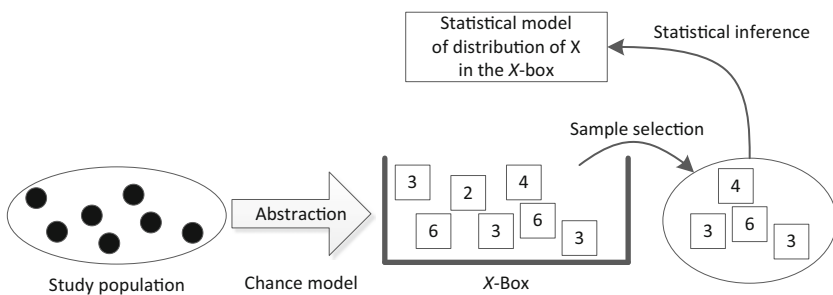 Statistical model
of distribution of X
in the X-box
Statistical inference
Sample selection
3
2
4
6
3
6
3
4
3
6
3
Abstraction
Study population
Chance model
X-Box